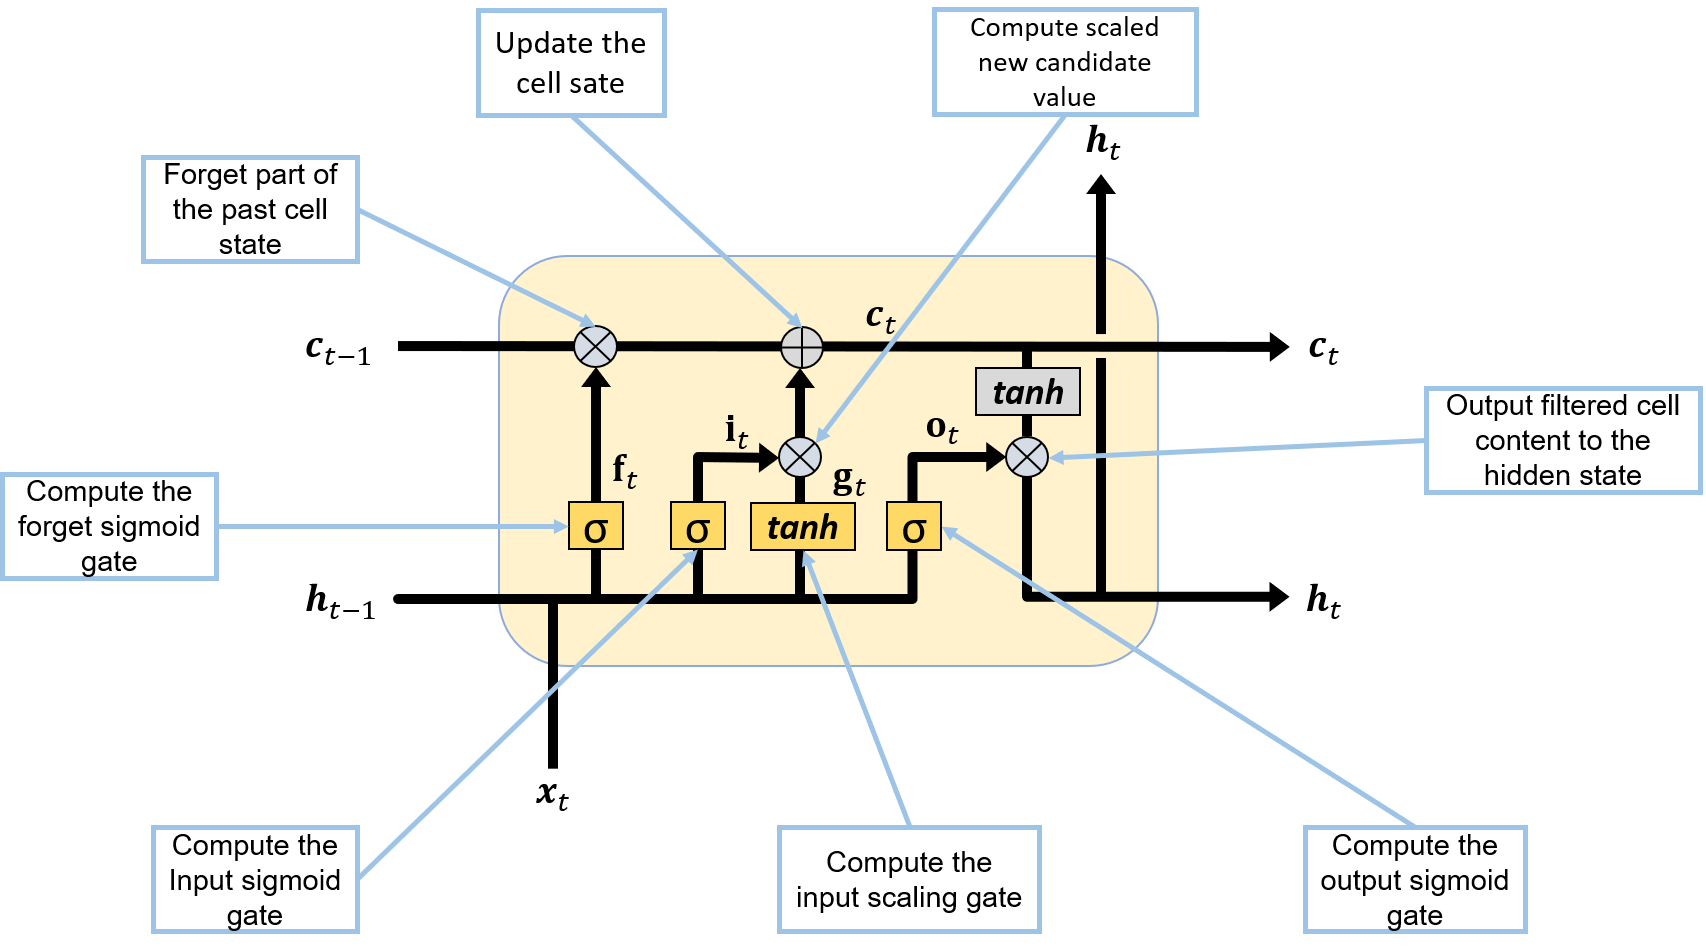 Update the
cell sate
Compute scaled
new candidate
value
h_t
Forget part of
the past cell
state
c_{t-1}
c_t
c_t
tanh
Output filtered cell
content to the
hidden state
i_t
o_t
f_t
g_t
Compute the
forget sigmoid
gate
σ
σ
tanh
σ
h_{t-1}
h_t
x_t
Compute the
Input sigmoid
gate
Compute the
input scaling gate
Compute the
output sigmoid
gate